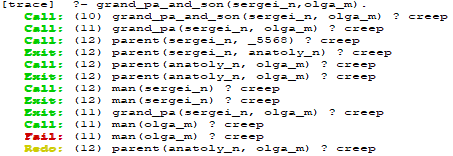 [trace]  ?- grand_pa_and_son(sergei_n,olga_m).
Call: (10) grand_pa_and_son(sergei_n, olga_m) ? creep
Call: (11) grand_pa(sergei_n, olga_m) ? creep
Call: (12) parent(sergei_n, _5568) ? creep
Exit: (12) parent(sergei_n, anatoly_n) ? creep
Call: (12) parent(anatoly_n, olga_m) ? creep
Exit: (12) parent(anatoly_n, olga_m) ? creep
Call: (12) man(sergei_n) ? creep
Exit: (12) man(sergei_n) ? creep
Exit: (11) grand_pa(sergei_n, olga_m) ? creep
Call: (11) man(olga_m) ? creep
Fail: (11) man(olga_m) ? creep
Redo: (12) parent(anatoly_n, olga_m) ? creep